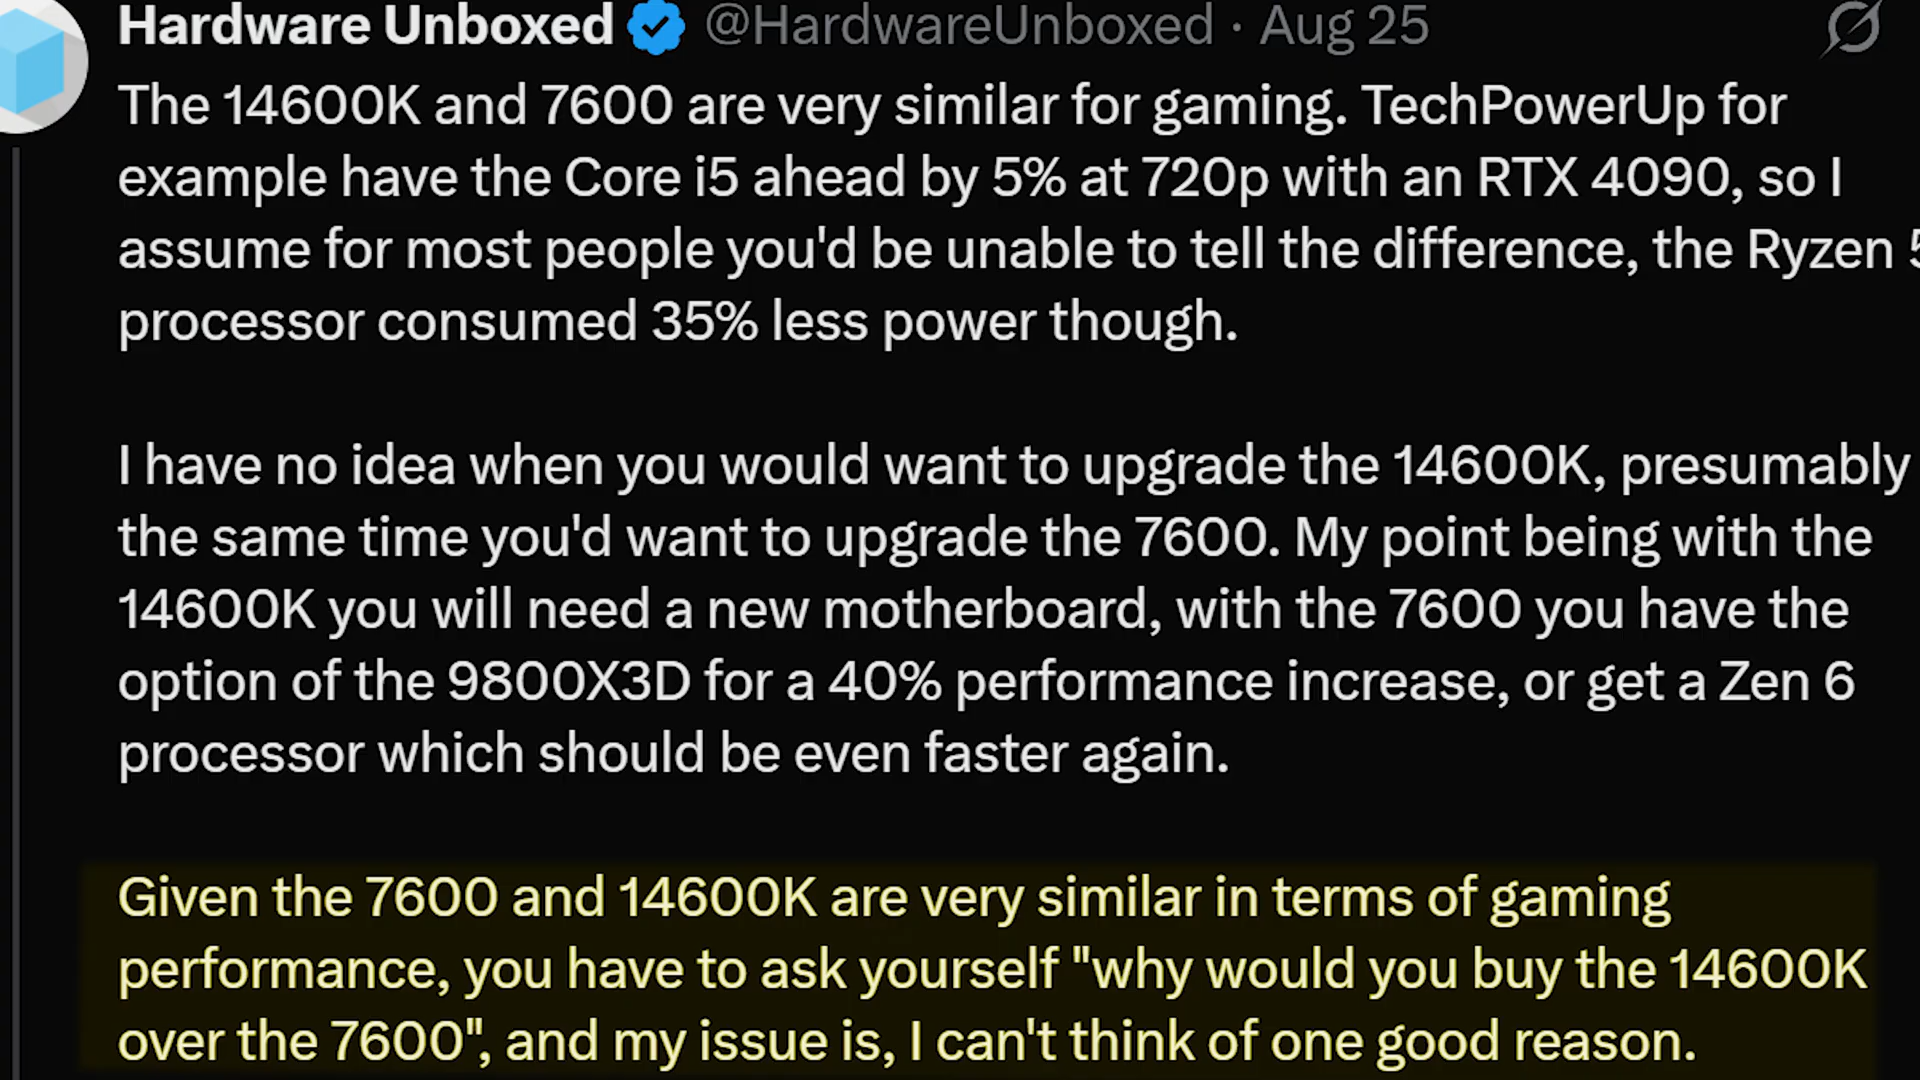 Hardware Unboxed @HardwareUnboxed · Aug 25
The 14600K and 7600 are very similar for gaming. TechPowerUp for
example have the Core i5 ahead by 5% at 720p with an RTX 4090, so I
assume for most people you'd be unable to tell the difference, the Ryzen 5
processor consumed 35% less power though.
I have no idea when you would want to upgrade the 14600K, presumably
the same time you'd want to upgrade the 7600. My point being with the
14600K you will need a new motherboard, with the 7600 you have the
option of the 9800X3D for a 40% performance increase, or get a Zen 6
processor which should be even faster again.
Given the 7600 and 14600K are very similar in terms of gaming
performance, you have to ask yourself "why would you buy the 14600K
over the 7600", and my issue is, I can't think of one good reason.